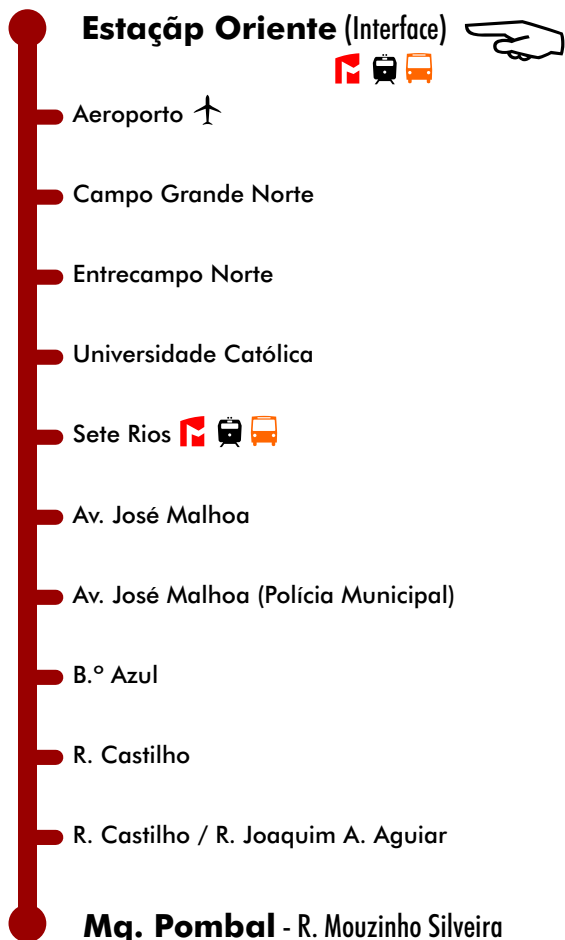 Estaçãp Oriente (Interface)
Aeroporto
Campo Grande Norte
Entrecampo Norte
Universidade Católica
Sete Rios
Av. José Malhoa
Av. José Malhoa (Polícia Municipal)
B.º Azul
R. Castilho
R. Castilho / R. Joaquim A. Aguiar
Mq. Pombal - R. Mouzinho Silveira